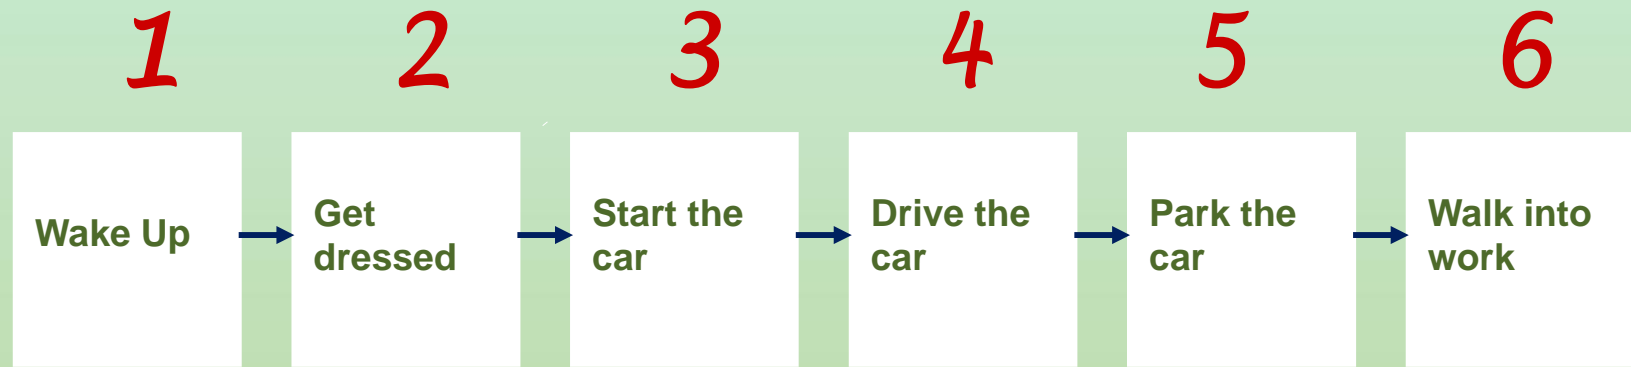 1 2 3 4 5 6
Wake Up
Get
dressed
Start the
car
Drive the
car
Park the
car
Walk into
work